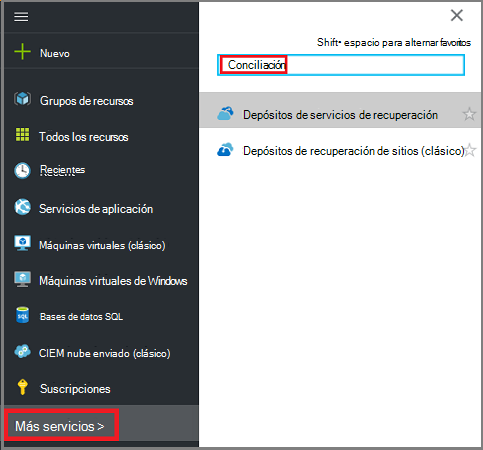 Nuevo
Grupos de recursos
Todos los recursos
Recientes
Servicios de aplicación
Máquinas virtuales (clásico)
Máquinas virtuales de Windows
Bases de datos SQL
CIEM nube enviado (clásico)
Suscripciones
Más servicios >
Shift+ espacio para alternar favoritos
Conciliación
Depósitos de servicios de recuperación
Depósitos de recuperación de sitios (clásico)